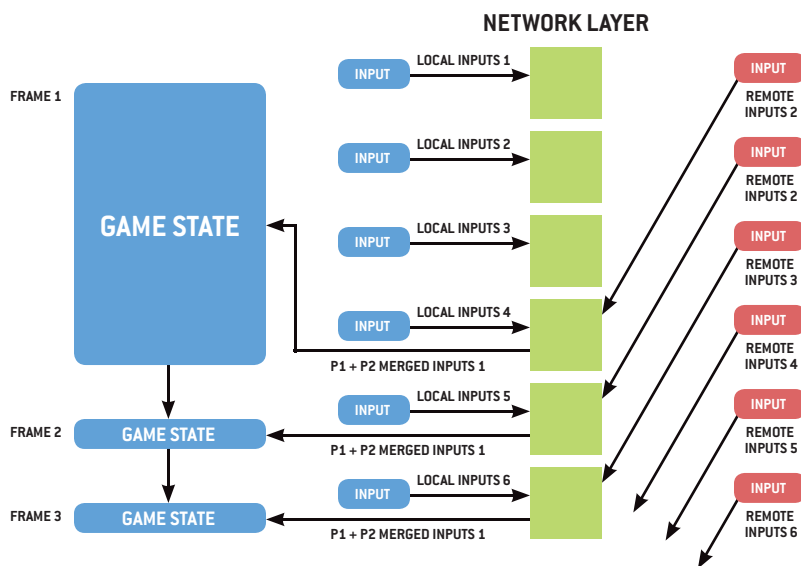 NETWORK LAYER
FRAME 1
GAME STATE
INPUT
LOCAL INPUTS 1
INPUT
REMOTE
INPUTS 2
INPUT
LOCAL INPUTS 2
INPUT
REMOTE
INPUTS 2
INPUT
LOCAL INPUTS 3
INPUT
REMOTE
INPUTS 3
INPUT
LOCAL INPUTS 4
P1 + P2 MERGED INPUTS 1
INPUT
REMOTE
INPUTS 4
FRAME 2
GAME STATE
INPUT
LOCAL INPUTS 5
P1 + P2 MERGED INPUTS 1
INPUT
REMOTE
INPUTS 5
FRAME 3
GAME STATE
INPUT
LOCAL INPUTS 6
P1 + P2 MERGED INPUTS 1
INPUT
REMOTE
INPUTS 6